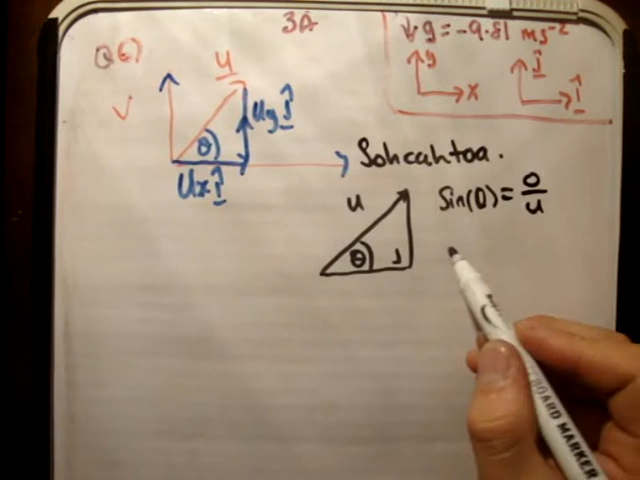 3A
Q6)
↓g = -9.81 ms⁻²
y
x
j
i
u
v
θ
Uy j
Ux i
Sohcahtoa.
u
θ
Sin(θ) = O/u
BOARD MARKER